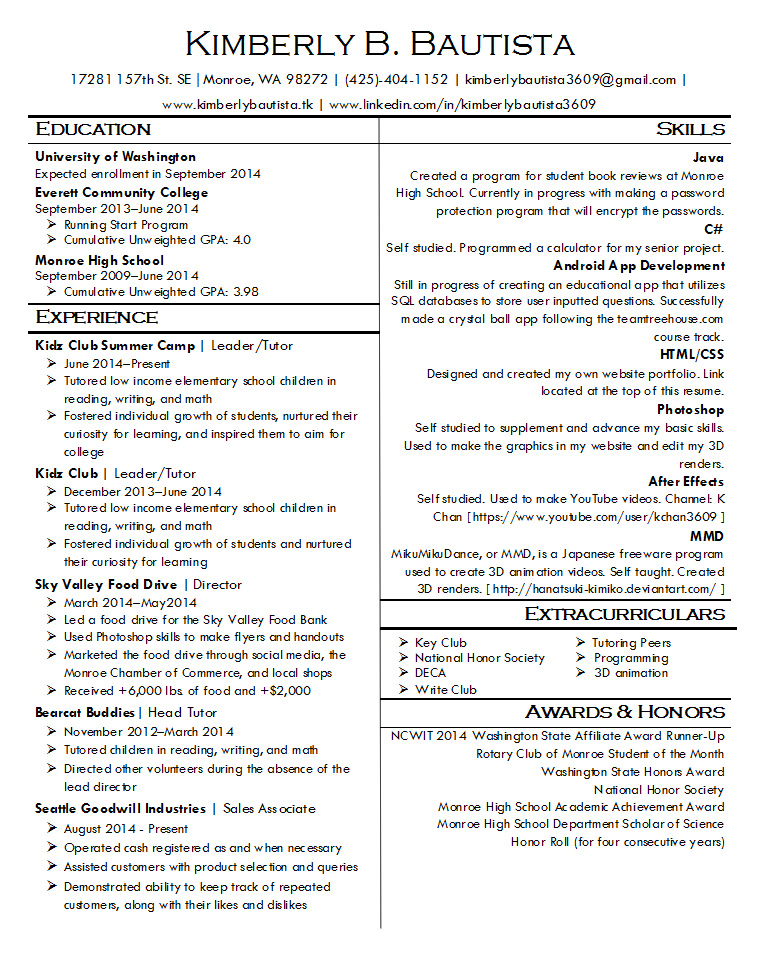 KIMBERLY B. BAUTISTA
17281 157th St. SE | Monroe, WA 98272 | (425)-404-1152 | kimberlybautista3609@gmail.com |
www.kimberlybautista.tk | www.linkedin.com/in/kimberlybautista3609
EDUCATION
University of Washington
Expected enrollment in September 2014
Everett Community College
September 2013–June 2014
➢ Running Start Program
➢ Cumulative Unweighted GPA: 4.0
Monroe High School
September 2009–June 2014
➢ Cumulative Unweighted GPA: 3.98
EXPERIENCE
Kidz Club Summer Camp | Leader/Tutor
➢ June 2014–Present
➢ Tutored low income elementary school children in
reading, writing, and math
➢ Fostered individual growth of students, nurtured their
curiosity for learning, and inspired them to aim for
college
Kidz Club | Leader/Tutor
➢ December 2013–June 2014
➢ Tutored low income elementary school children in
reading, writing, and math
➢ Fostered individual growth of students and nurtured
their curiosity for learning
Sky Valley Food Drive | Director
➢ March 2014–May2014
➢ Led a food drive for the Sky Valley Food Bank
➢ Used Photoshop skills to make flyers and handouts
➢ Marketed the food drive through social media, the
Monroe Chamber of Commerce, and local shops
➢ Received +6,000 lbs. of food and +$2,000
Bearcat Buddies| Head Tutor
➢ November 2012–March 2014
➢ Tutored children in reading, writing, and math
➢ Directed other volunteers during the absence of the
lead director
Seattle Goodwill Industries | Sales Associate
➢ August 2014 - Present
➢ Operated cash registered as and when necessary
➢ Assisted customers with product selection and queries
➢ Demonstrated ability to keep track of repeated
customers, along with their likes and dislikes
SKILLS
Java
Created a program for student book reviews at Monroe
High School. Currently in progress with making a password
protection program that will encrypt the passwords.
C#
Self studied. Programmed a calculator for my senior project.
Android App Development
Still in progress of creating an educational app that utilizes
SQL databases to store user inputted questions. Successfully
made a crystal ball app following the teamtreehouse.com
course track.
HTML/CSS
Designed and created my own website portfolio. Link
located at the top of this resume.
Photoshop
Self studied to supplement and advance my basic skills.
Used to make the graphics in my website and edit my 3D
renders.
After Effects
Self studied. Used to make YouTube videos. Channel: K
Chan [https://www.youtube.com/user/kchan3609 ]
MMD
MikuMikuDance, or MMD, is a Japanese freeware program
used to create 3D animation videos. Self taught. Created
3D renders. [ http://hanatsuki-kimiko.deviantart.com/ ]
EXTRACURRICULARS
➢ Key Club
➢ National Honor Society
➢ DECA
➢ Write Club
➢ Tutoring Peers
➢ Programming
➢ 3D animation
AWARDS & HONORS
NCWIT 2014 Washington State Affiliate Award Runner-Up
Rotary Club of Monroe Student of the Month
Washington State Honors Award
National Honor Society
Monroe High School Academic Achievement Award
Monroe High School Department Scholar of Science
Honor Roll (for four consecutive years)